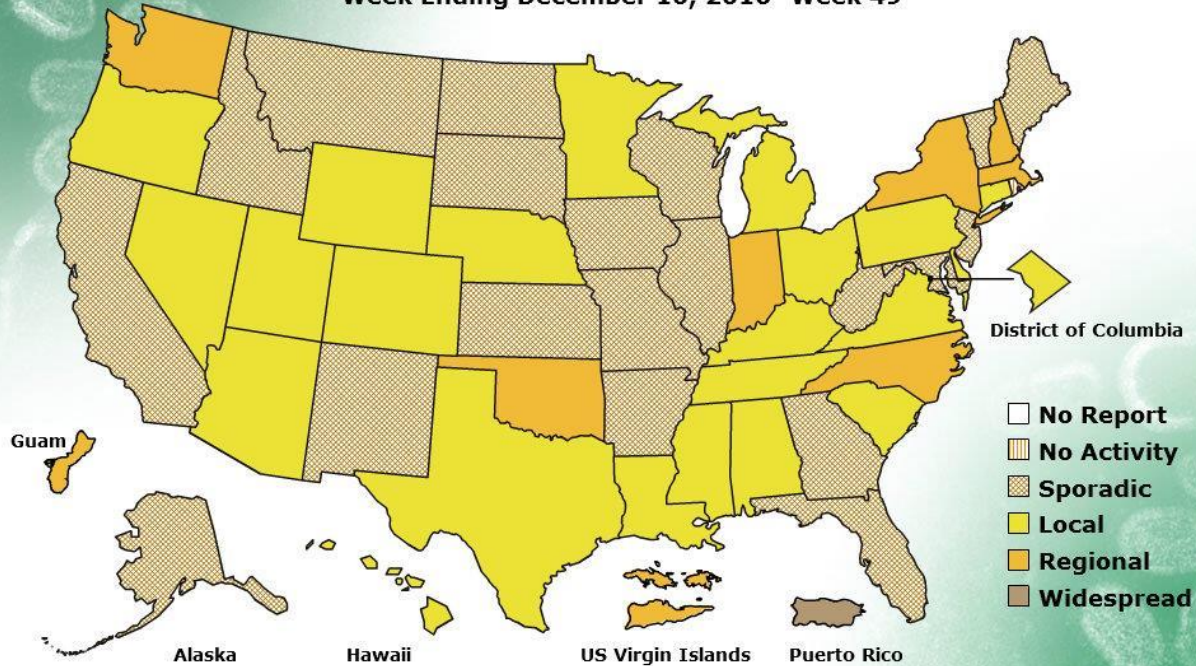 Week Ending December 10, 2016- Week 49
District of Columbia
No Report
No Activity
Sporadic
Local
Regional
Widespread
Guam
Alaska
Hawaii
US Virgin Islands
Puerto Rico